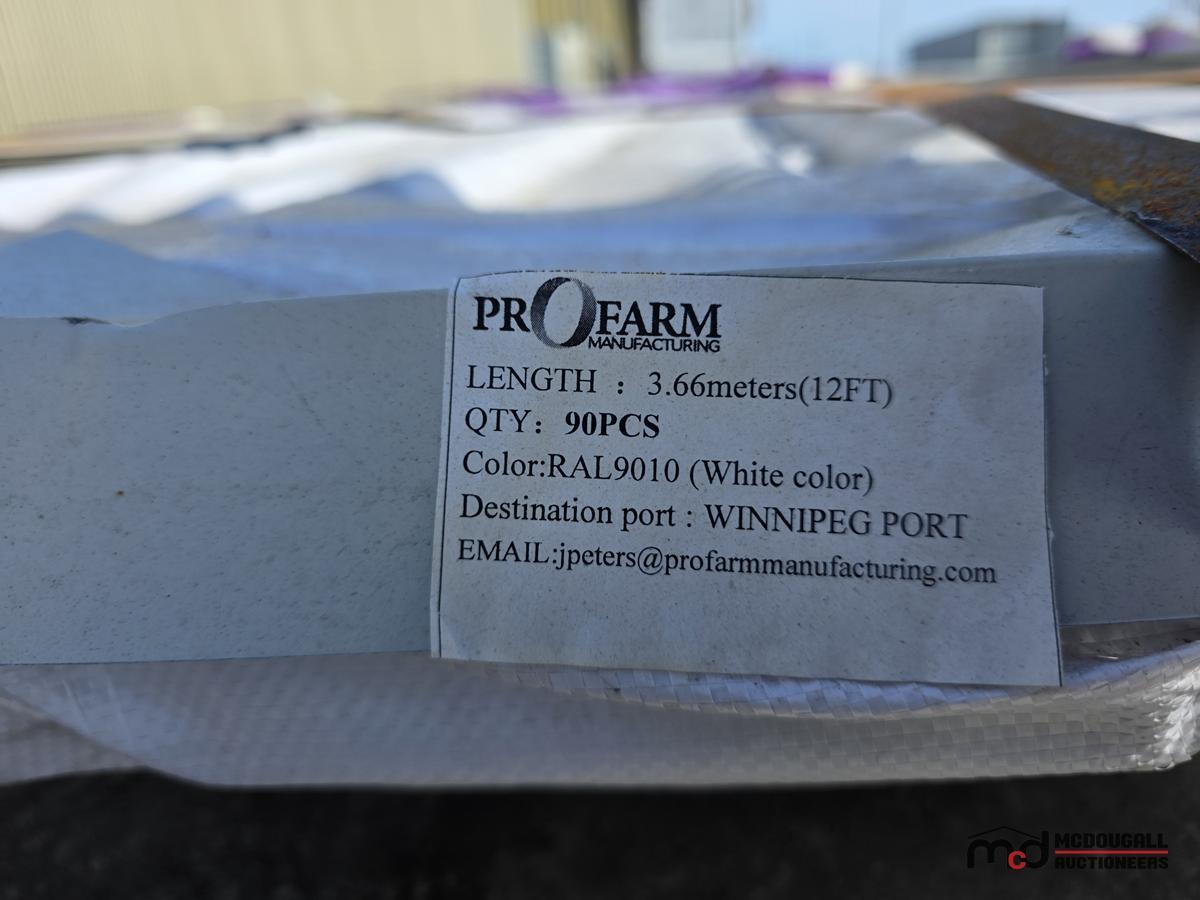 PROFARM
MANUFACTURING
LENGTH : 3.66meters(12FT)
QTY: 90PCS
Color:RAL9010 (White color)
Destination port : WINNIPEG PORT
EMAIL:jpeters@profarmmanufacturing.com
mcd MCDOUGALL
AUCTIONEERS